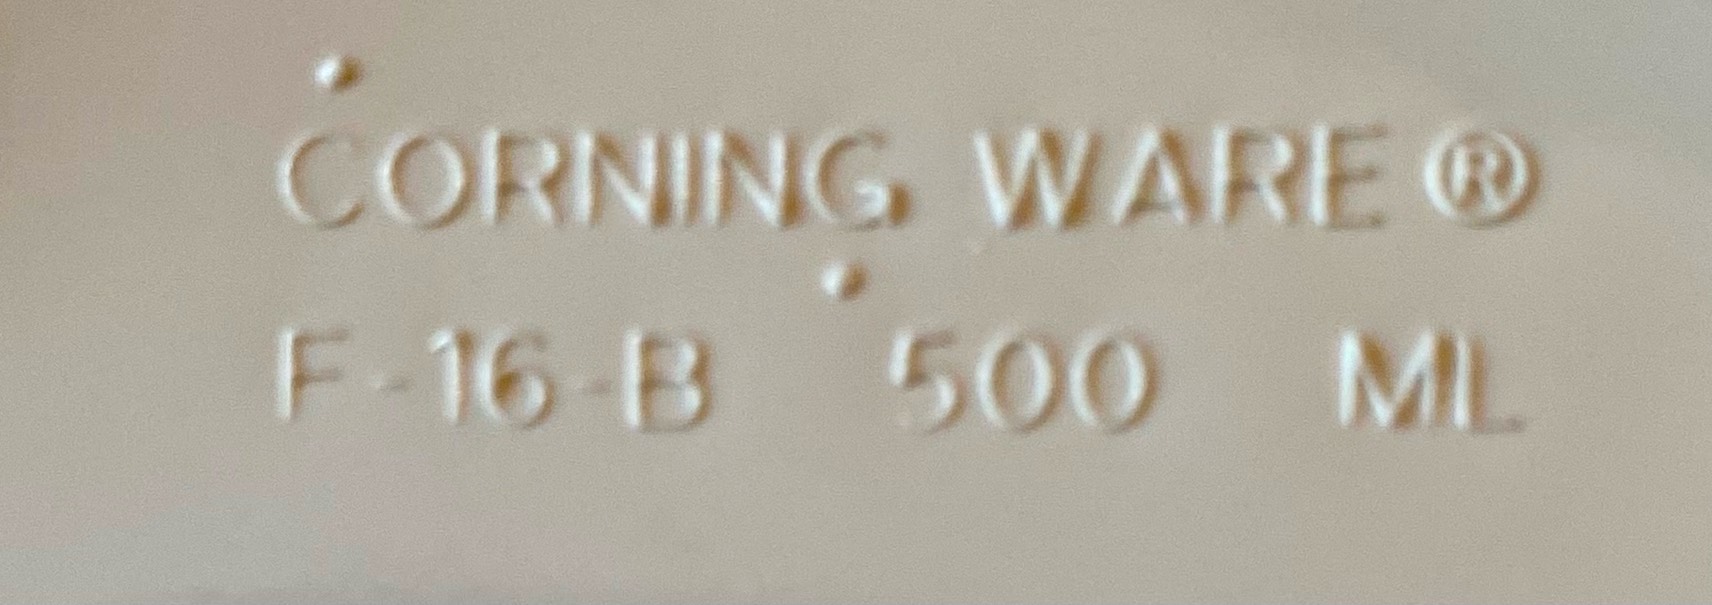 CORNING WARE®
F-16-B 500 ML